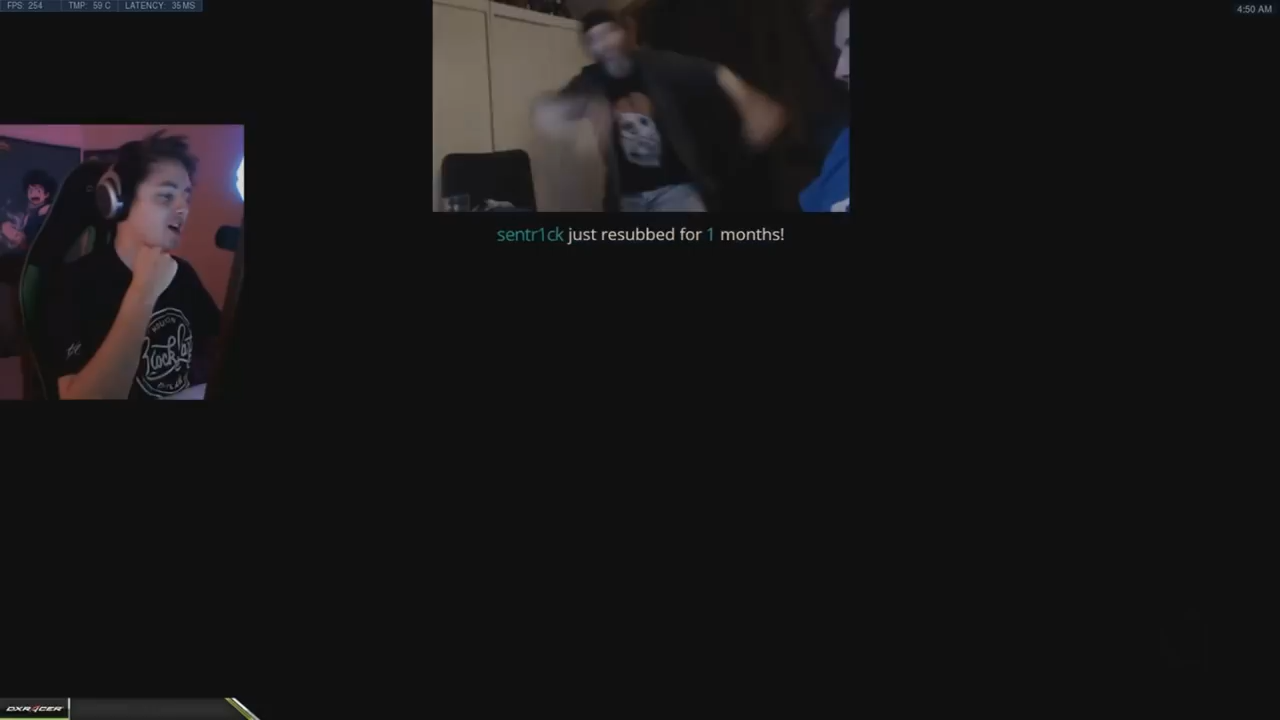 FPS: 254 TMP: 59 C LATENCY: 35 MS
4:50 AM
sentr1ck just resubbed for 1 months!
DXRACER